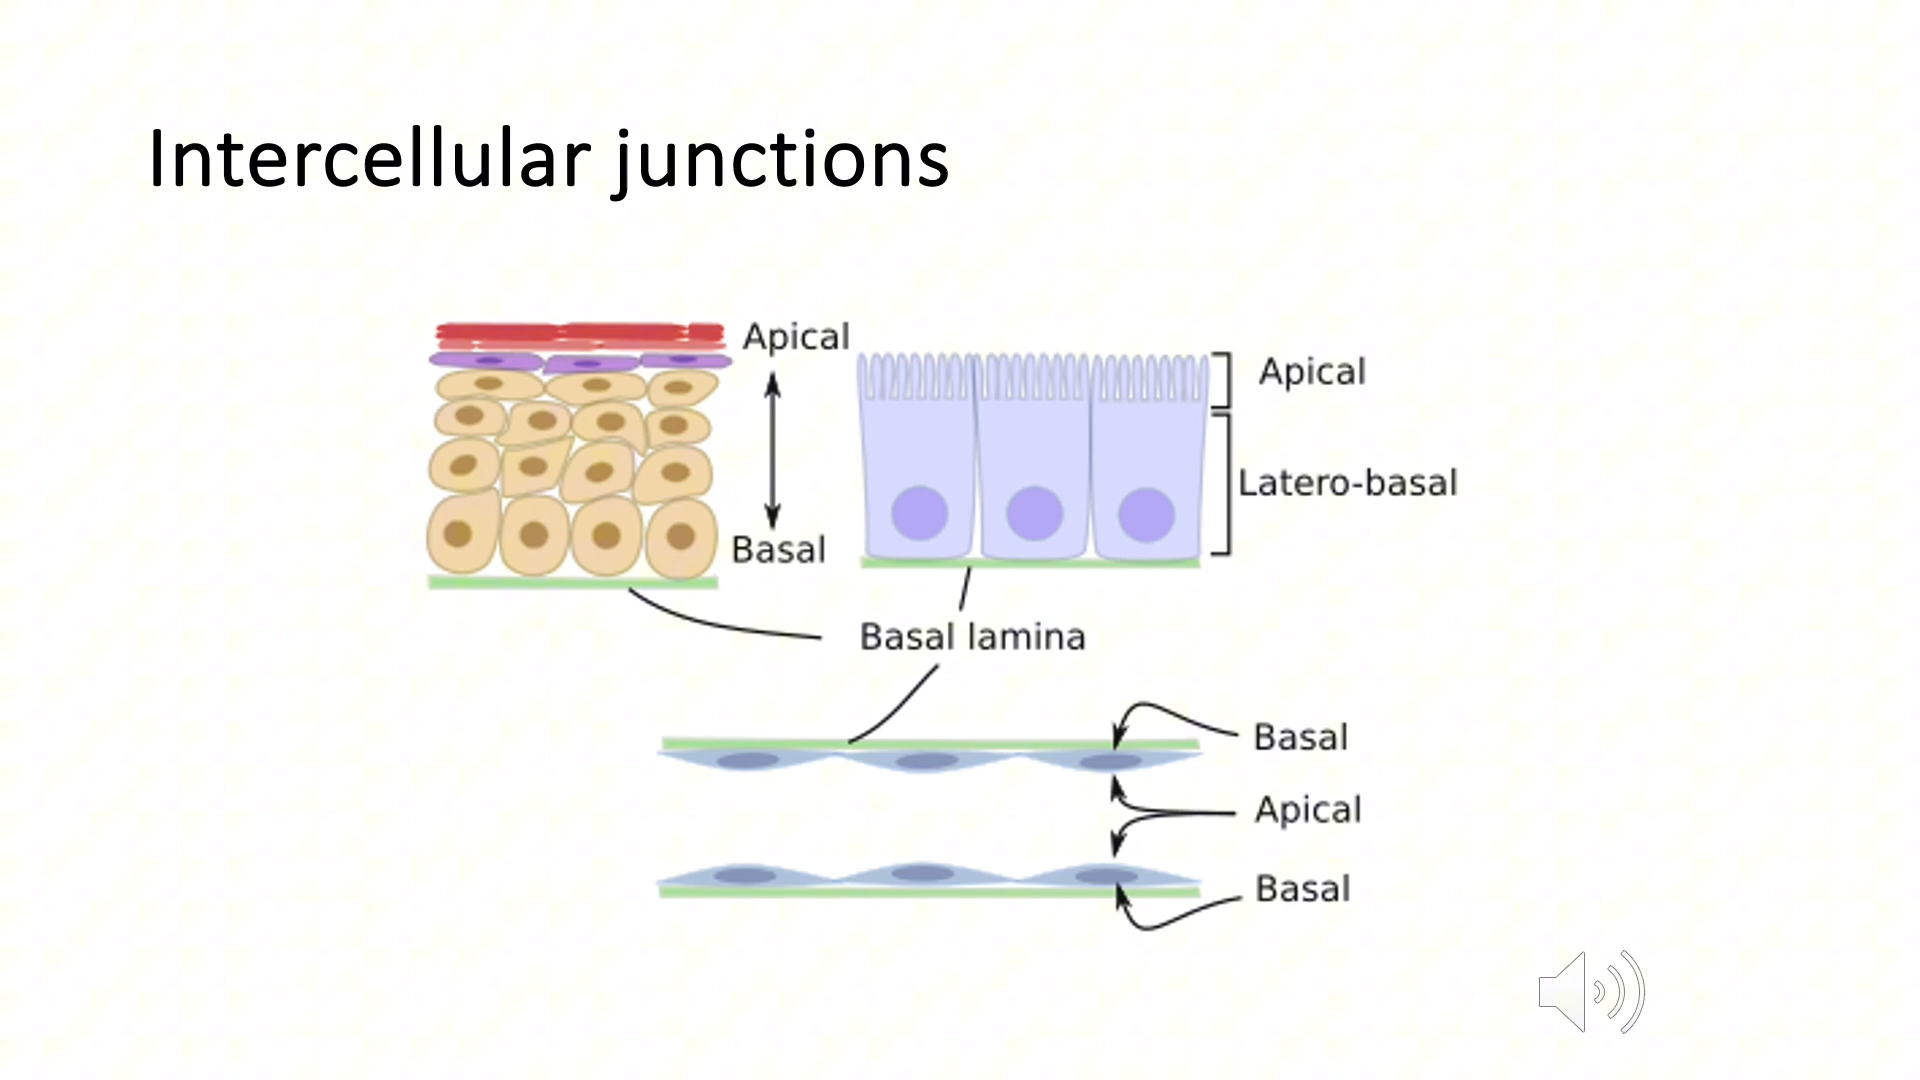 Intercellular junctions
Apical
Apical
Latero-basal
Basal
Basal lamina
Basal
Apical
Basal